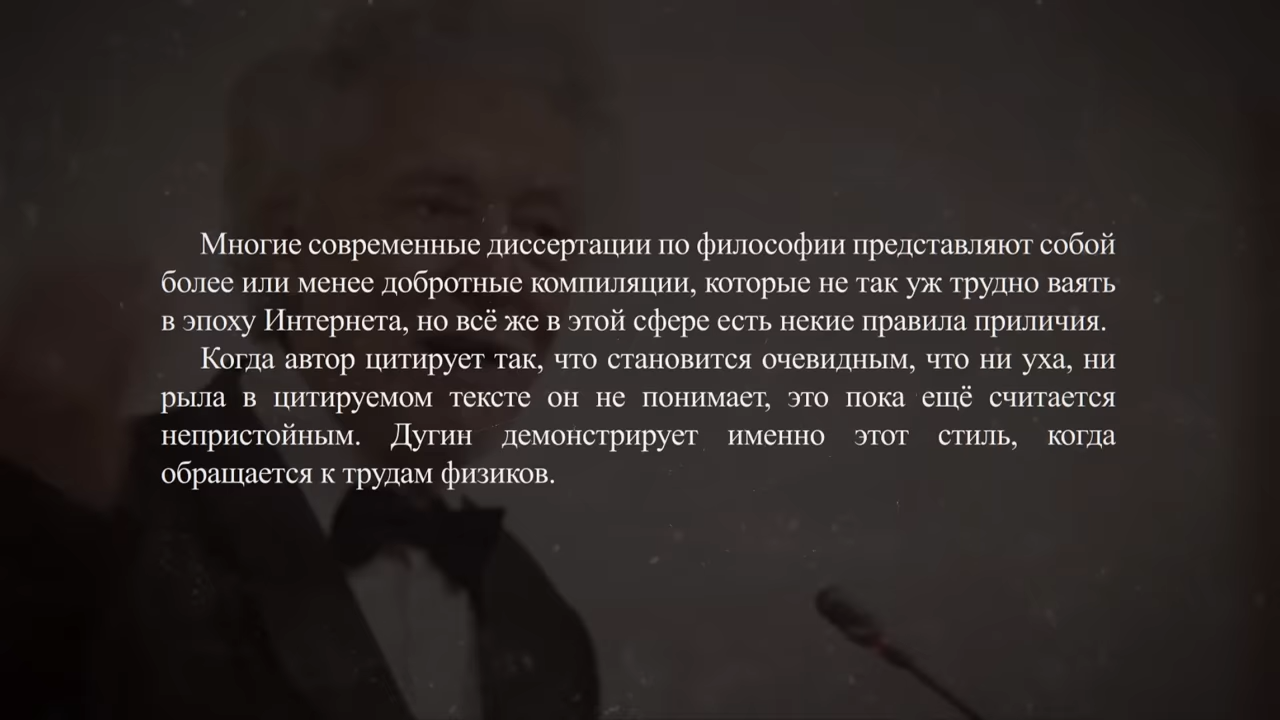 Многие современные диссертации по философии представляют собой
более или менее добротные компиляции, которые не так уж трудно ваять
в эпоху Интернета, но всё же в этой сфере есть некие правила приличия.
Когда автор цитирует так, что становится очевидным, что ни уха, ни
рыла в цитируемом тексте он не понимает, это пока ещё считается
непристойным. Дугин демонстрирует именно этот стиль, когда
обращается к трудам физиков.